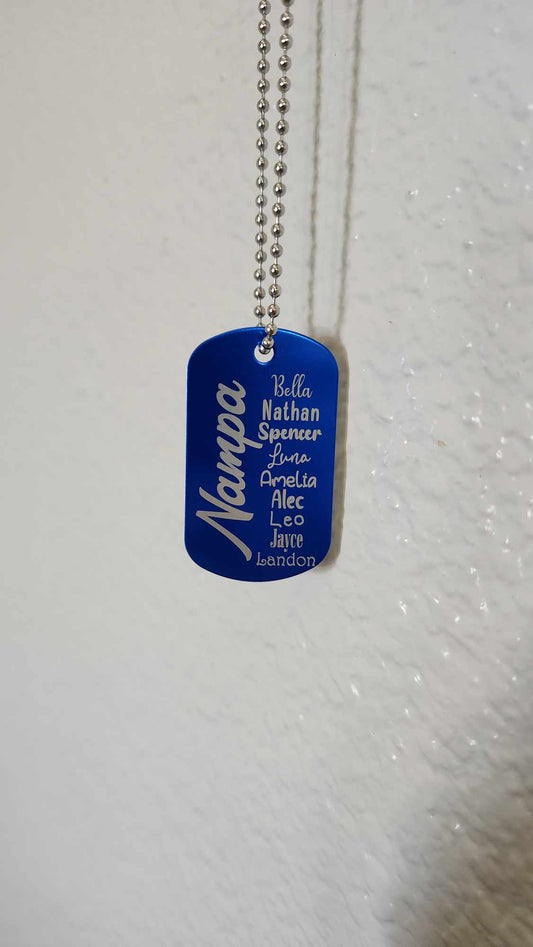 Nampa
Bella
Nathan
Spencer
Luna
Amelia
Alec
Leo
Jayce
Landon